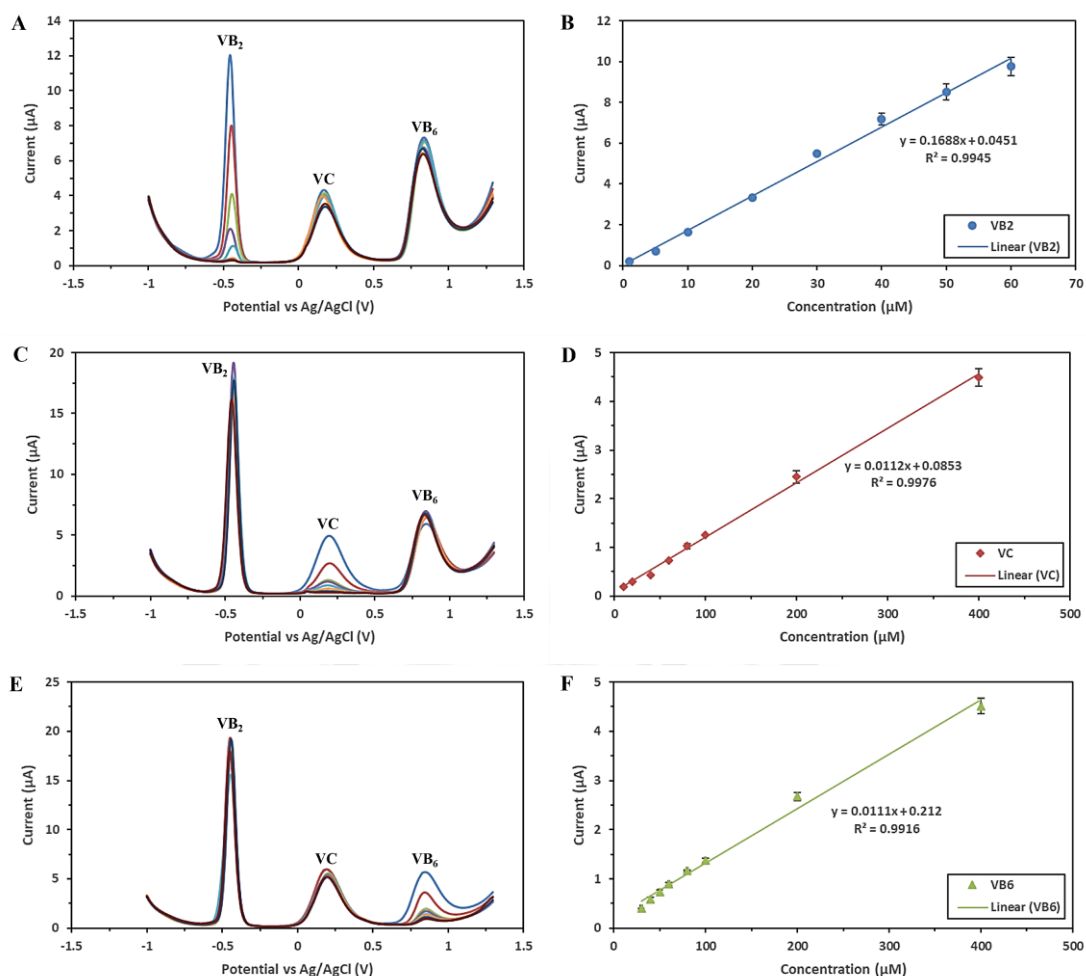 A
14
12
10
8
6
4
2
0
-1.5
-1
-0.5
0
0.5
1
1.5
Current (µA)
Potential vs Ag/AgCl (V)
VB₂
VC
VB₆
B
12
10
8
6
4
2
0
0
10
20
30
40
50
60
70
Current (µA)
Concentration (µM)
y = 0.1688x + 0.0451
R² = 0.9945
VB2
Linear (VB2)
C
20
15
10
5
0
-1.5
-1
-0.5
0
0.5
1
1.5
Current (µA)
Potential vs Ag/AgCl (V)
VB₂
VC
VB₆
D
5
4
3
2
1
0
0
100
200
300
400
500
Current (µA)
Concentration (µM)
y = 0.0112x + 0.0853
R² = 0.9976
VC
Linear (VC)
E
25
20
15
10
5
0
-1.5
-1
-0.5
0
0.5
1
1.5
Current (µA)
Potential vs Ag/AgCl (V)
VB₂
VC
VB₆
F
5
4
3
2
1
0
0
100
200
300
400
500
Current (µA)
Concentration (µM)
y = 0.0111x + 0.212
R² = 0.9916
VB6
Linear (VB6)